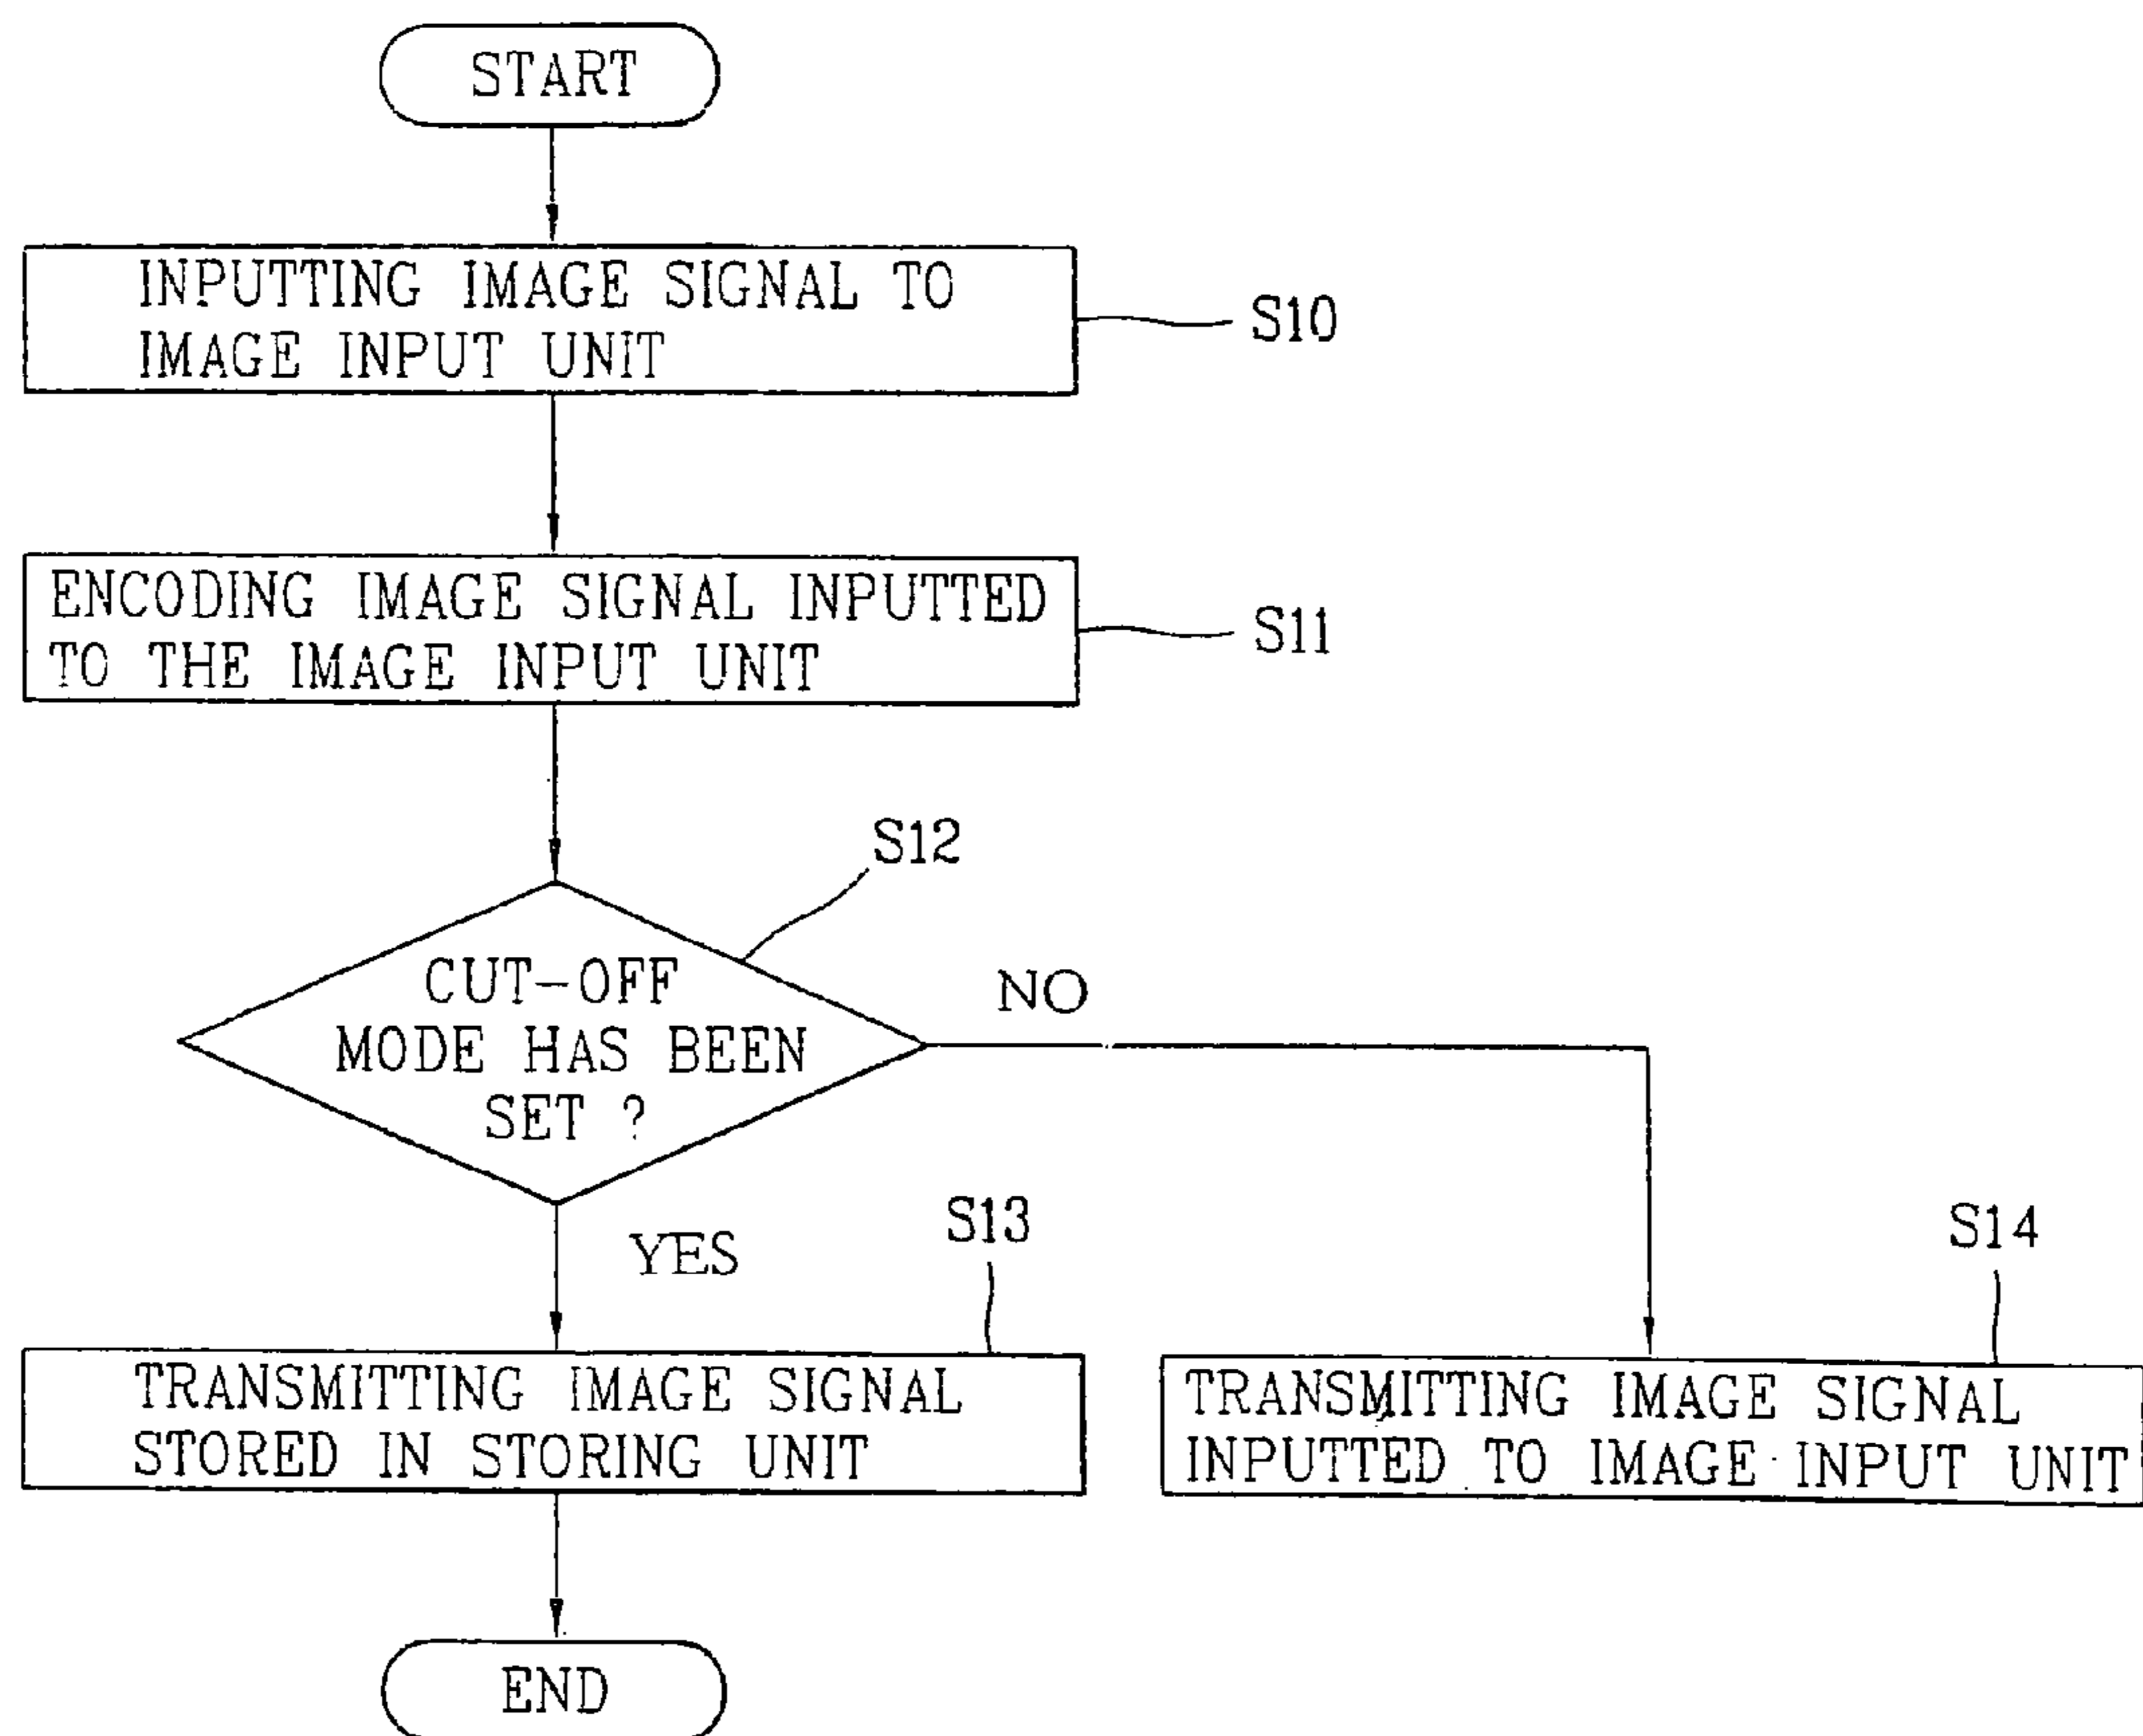 START
INPUTTING IMAGE SIGNAL TO
IMAGE INPUT UNIT
S10
ENCODING IMAGE SIGNAL INPUTTED
TO THE IMAGE INPUT UNIT
S11
S12
CUT-OFF
MODE HAS BEEN
SET ?
NO
YES
S13
S14
TRANSMITTING IMAGE SIGNAL
STORED IN STORING UNIT
TRANSMITTING IMAGE SIGNAL
INPUTTED TO IMAGE INPUT UNIT
END